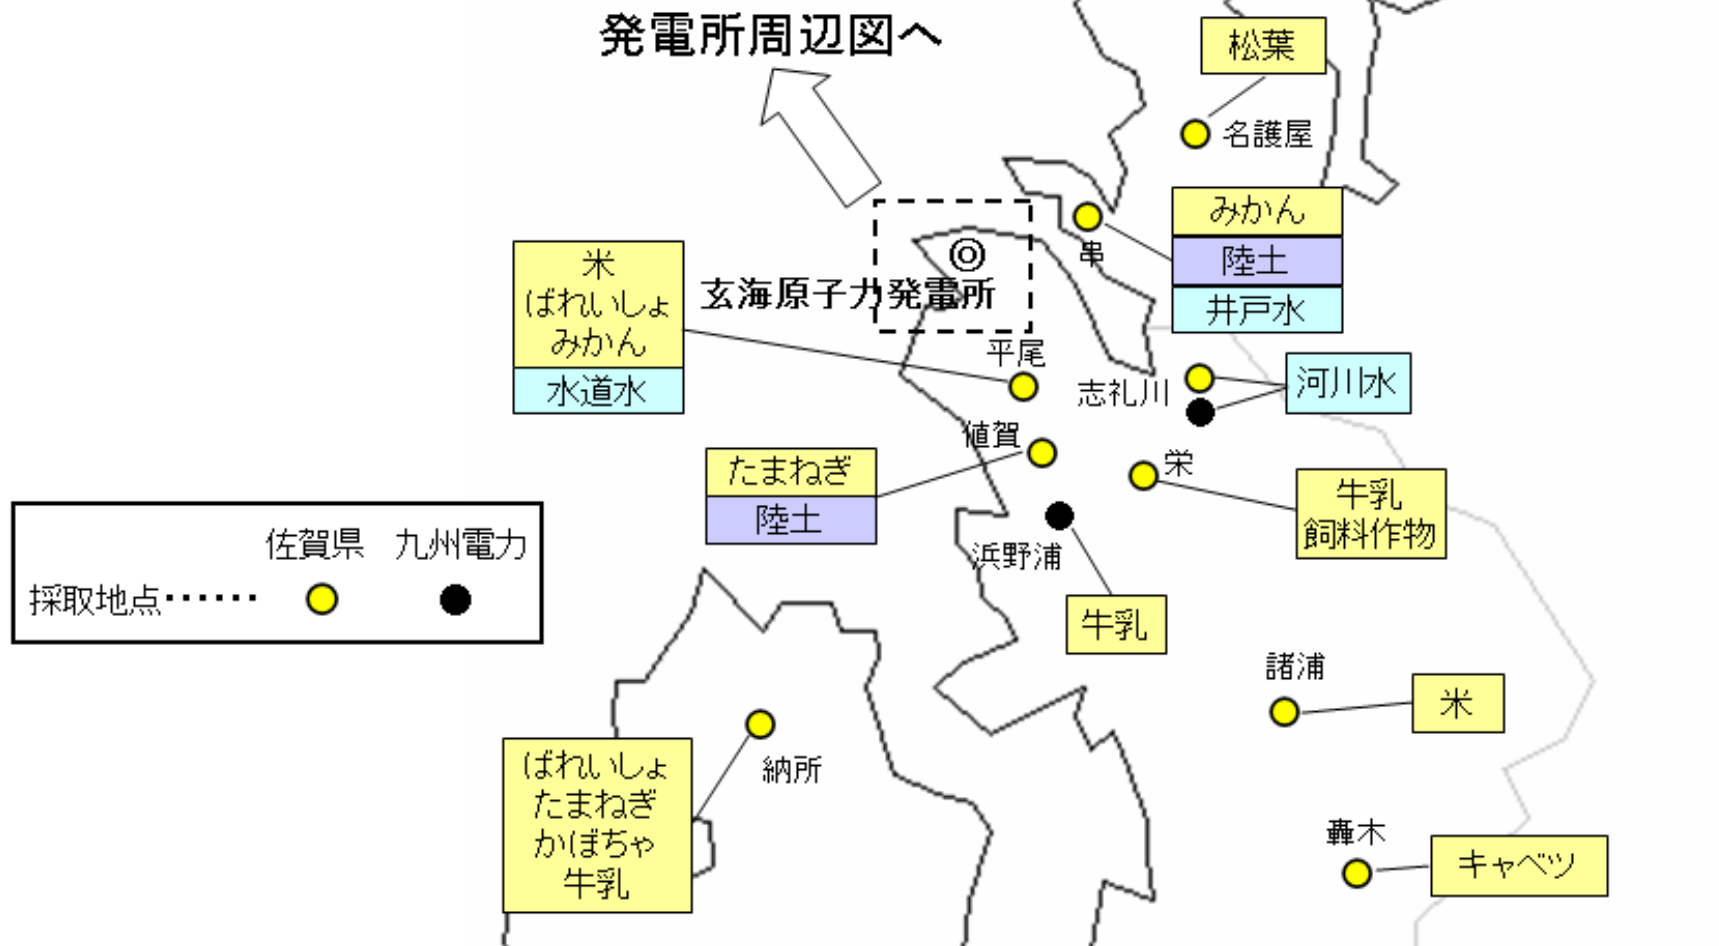 発電所周辺図へ
松葉
名護屋
みかん
陸土
井戸水
串
米
ばれいしょ
みかん
水道水
玄海原子力発電所
平尾
志礼川
河川水
値賀
たまねぎ
陸土
栄
牛乳
飼料作物
浜野浦
牛乳
佐賀県 九州電力
採取地点‥‥‥
諸浦
米
納所
ばれいしょ
たまねぎ
かぼちゃ
牛乳
轟木
キャベツ